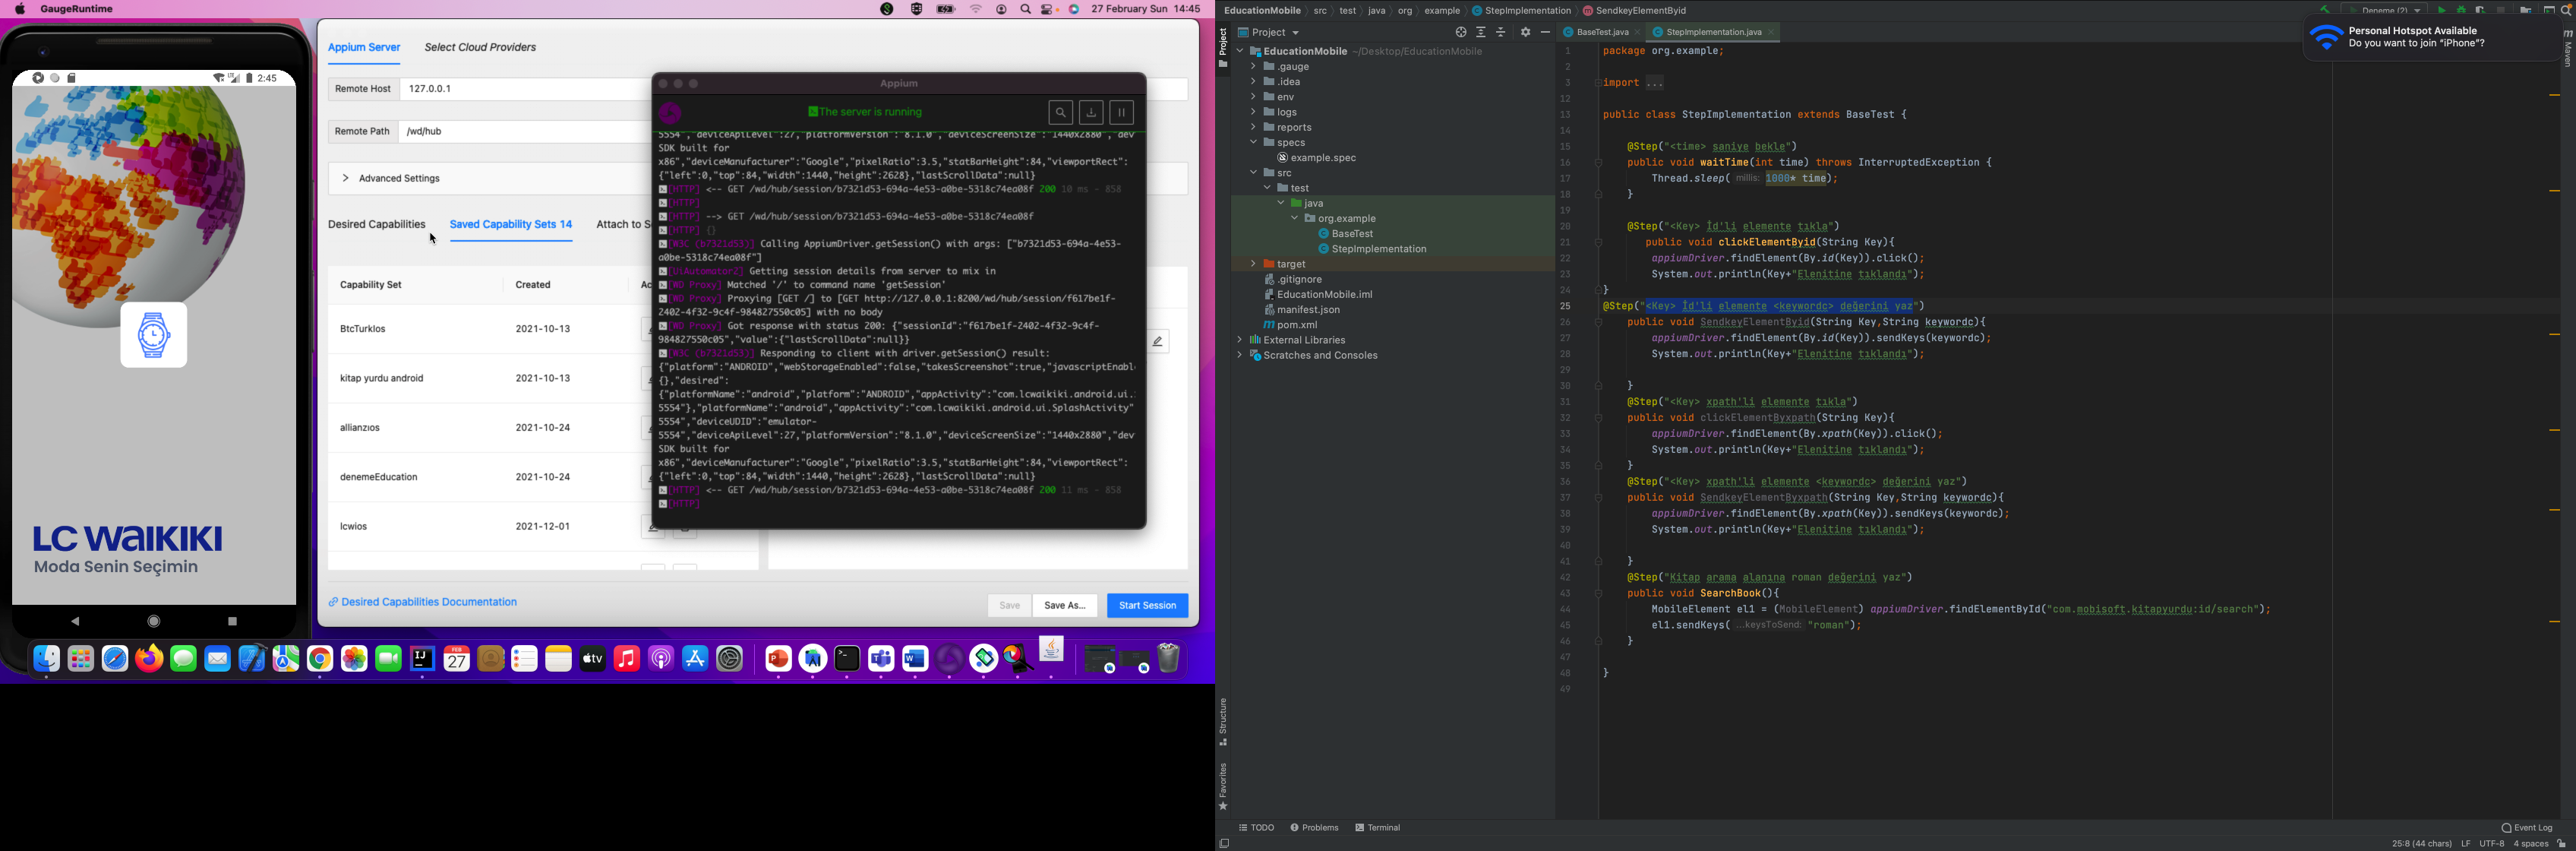 GaugeRuntime
27 February Sun 14:45
2:45
LC WAIKIKI
Moda Senin Seçimin
Appium Server
Select Cloud Providers
Remote Host
127.0.0.1
Remote Path
/wd/hub
Advanced Settings
Desired Capabilities
Saved Capability Sets 14
Attach to S
Capability Set
Created
Ac
BtcTurkIos
2021-10-13
kitap yurdu android
2021-10-13
allianzıos
2021-10-24
denemeEducation
2021-10-24
lcwios
2021-12-01
Desired Capabilities Documentation
Save
Save As...
Start Session
Appium
The server is running
5554","deviceApiLevel":27,"platformVersion":"8.1.0","deviceScreenSize":"1440x2880","dev
SDK built for
x86","deviceManufacturer":"Google","pixelRatio":3.5,"statBarHeight":84,"viewportRect":
{"left":0,"top":84,"width":1440,"height":2628},"lastScrollData":null}
[HTTP] <-- GET /wd/hub/session/b7321d53-694a-4e53-a0be-5318c74ea08f 200 10 ms - 858
[HTTP]
[HTTP] --> GET /wd/hub/session/b7321d53-694a-4e53-a0be-5318c74ea08f
[HTTP] {}
[W3C (b7321d53)] Calling AppiumDriver.getSession() with args: ["b7321d53-694a-4e53-
a0be-5318c74ea08f"]
[UiAutomator2] Getting session details from server to mix in
[WD Proxy] Matched '/' to command name 'getSession'
[WD Proxy] Proxying [GET /] to [GET http://127.0.0.1:8200/wd/hub/session/f617be1f-
2402-4f32-9c4f-984827550c05] with no body
[WD Proxy] Got response with status 200: {"sessionId":"f617be1f-2402-4f32-9c4f-
984827550c05","value":{"lastScrollData":null}}
[W3C (b7321d53)] Responding to client with driver.getSession() result:
{"platform":"ANDROID","webStorageEnabled":false,"takesScreenshot":true,"javascriptEnabl
{},"desired":
{"platformName":"android","platform":"ANDROID","appActivity":"com.lcwaikiki.android.ui.
5554"},"platformName":"android","appActivity":"com.lcwaikiki.android.ui.SplashActivity"
5554","deviceUDID":"emulator-
5554","deviceApiLevel":27,"platformVersion":"8.1.0","deviceScreenSize":"1440x2880","dev
SDK built for
x86","deviceManufacturer":"Google","pixelRatio":3.5,"statBarHeight":84,"viewportRect":
{"left":0,"top":84,"width":1440,"height":2628},"lastScrollData":null}
[HTTP] <-- GET /wd/hub/session/b7321d53-694a-4e53-a0be-5318c74ea08f 200 11 ms - 858
[HTTP]
FEB
27
tv
EducationMobile src test java org example StepImplementation SendkeyElementByid
Deneme (2)
Project
BaseTest.java
StepImplementation.java
Personal Hotspot Available
Do you want to join "iPhone"?
Project
Maven
EducationMobile ~/Desktop/EducationMobile
.gauge
.idea
env
logs
reports
specs
example.spec
src
test
java
org.example
BaseTest
StepImplementation
target
.gitignore
EducationMobile.iml
manifest.json
pom.xml
External Libraries
Scratches and Consoles
Structure
Favorites
1 package org.example;
2
3 import ...
12
13 public class StepImplementation extends BaseTest {
14
15 @Step("<time> saniye bekle")
16 public void waitTime(int time) throws InterruptedException {
17 Thread.sleep( millis: 1000* time);
18 }
19
20 @Step("<Key> İd'li elemente tıkla")
21 public void clickElementByid(String Key){
22 appiumDriver.findElement(By.id(Key)).click();
23 System.out.println(Key+"Elenitine tıklandı");
24 }
25 @Step("<Key> İd'li elemente <keywordc> değerini yaz")
26 public void SendkeyElementByid(String Key,String keywordc){
27 appiumDriver.findElement(By.id(Key)).sendKeys(keywordc);
28 System.out.println(Key+"Elenitine tıklandı");
29
30 }
31 @Step("<Key> xpath'li elemente tıkla")
32 public void clickElementByxpath(String Key){
33 appiumDriver.findElement(By.xpath(Key)).click();
34 System.out.println(Key+"Elenitine tıklandı");
35 }
36 @Step("<Key> xpath'li elemente <keywordc> değerini yaz")
37 public void SendkeyElementByxpath(String Key,String keywordc){
38 appiumDriver.findElement(By.xpath(Key)).sendKeys(keywordc);
39 System.out.println(Key+"Elenitine tıklandı");
40
41 }
42 @Step("Kitap arama alanına roman değerini yaz")
43 public void SearchBook(){
44 MobileElement el1 = (MobileElement) appiumDriver.findElementById("com.mobisoft.kitapyurdu:id/search");
45 el1.sendKeys( ...keysToSend: "roman");
46 }
47
48 }
49
TODO
Problems
Terminal
Event Log
25:8 (44 chars) LF UTF-8 4 spaces